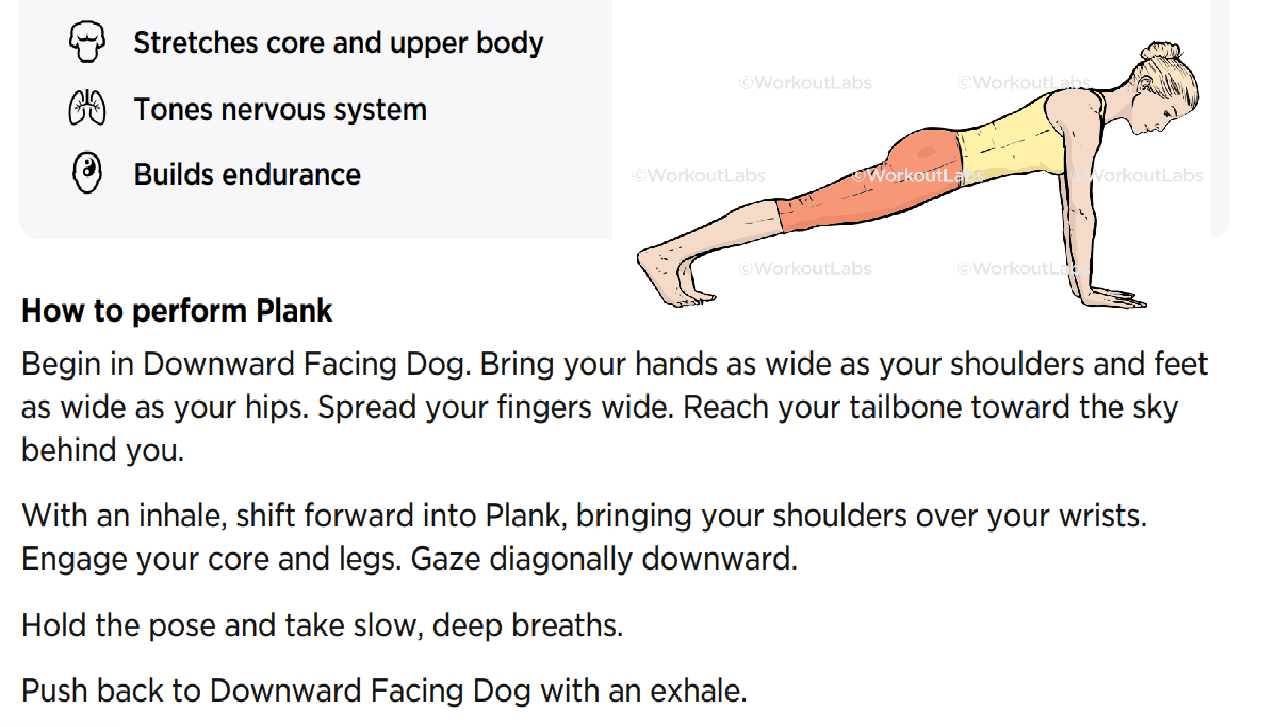 Stretches core and upper body
Tones nervous system
Builds endurance
©WorkoutLabs ©WorkoutLabs
©WorkoutLabs ©WorkoutLabs WorkoutLabs
©WorkoutLabs ©WorkoutLabs
How to perform Plank
Begin in Downward Facing Dog. Bring your hands as wide as your shoulders and feet
as wide as your hips. Spread your fingers wide. Reach your tailbone toward the sky
behind you.
With an inhale, shift forward into Plank, bringing your shoulders over your wrists.
Engage your core and legs. Gaze diagonally downward.
Hold the pose and take slow, deep breaths.
Push back to Downward Facing Dog with an exhale.